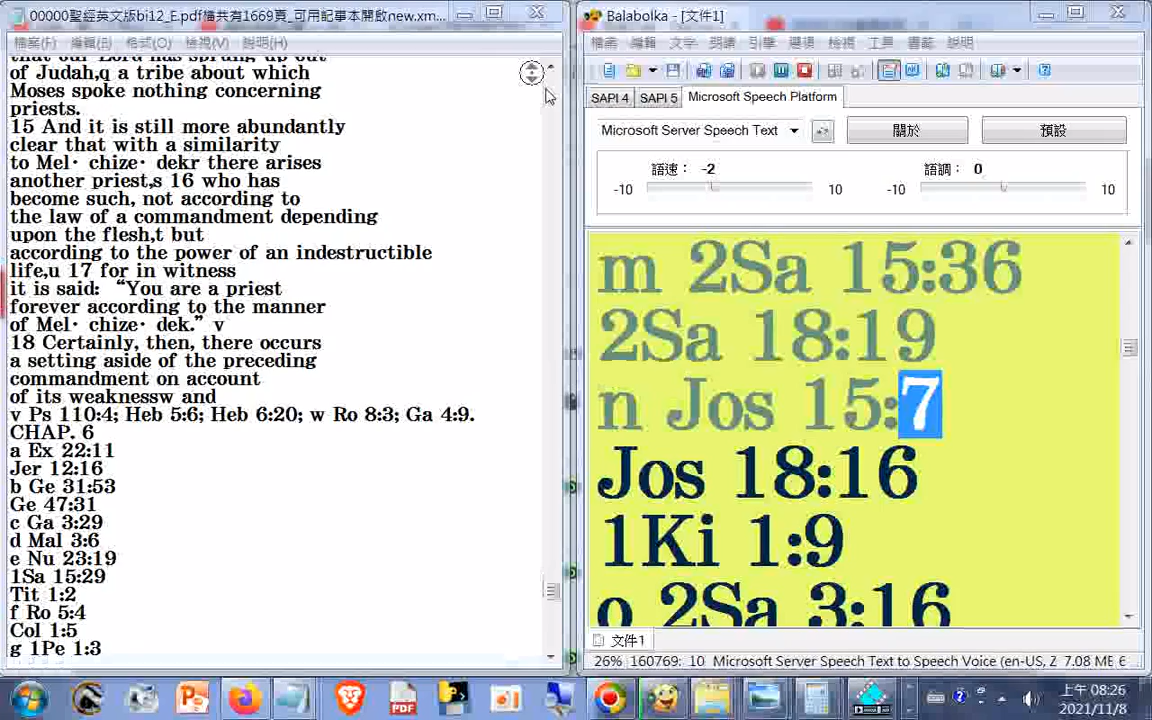 00000聖經英文版bi12_E.pdf檔共有1669頁_可用記事本開啟new.xm...
檔案(F) 編輯(E) 格式(O) 檢視(V) 說明(H)
that our Lord has sprung up out
of Judah,q a tribe about which
Moses spoke nothing concerning
priests.
15 And it is still more abundantly
clear that with a similarity
to Mel· chize· dekr there arises
another priest,s 16 who has
become such, not according to
the law of a commandment depending
upon the flesh,t but
according to the power of an indestructible
life,u 17 for in witness
it is said: “You are a priest
forever according to the manner
of Mel· chize· dek.” v
18 Certainly, then, there occurs
a setting aside of the preceding
commandment on account
of its weaknessw and
v Ps 110:4; Heb 5:6; Heb 6:20; w Ro 8:3; Ga 4:9.
CHAP. 6
a Ex 22:11
Jer 12:16
b Ge 31:53
Ge 47:31
c Ga 3:29
d Mal 3:6
e Nu 23:19
1Sa 15:29
Tit 1:2
f Ro 5:4
Col 1:5
g 1Pe 1:3
Balabolka - [文件1]
檔案 編輯 文字 朗讀 引擎 選項 檢視 工具 書籤 說明
SAPI 4 SAPI 5 Microsoft Speech Platform
Microsoft Server Speech Text 關於 預設
語速： -2 語調： 0
-10 10 -10 10
m 2Sa 15:36
2Sa 18:19
n Jos 15:7
Jos 18:16
1Ki 1:9
o 2Sa 3:16
文件1
26% 160769: 10 Microsoft Server Speech Text to Speech Voice (en-US, Z 7.08 MB 6
PDF
上午 08:26
2021/11/8